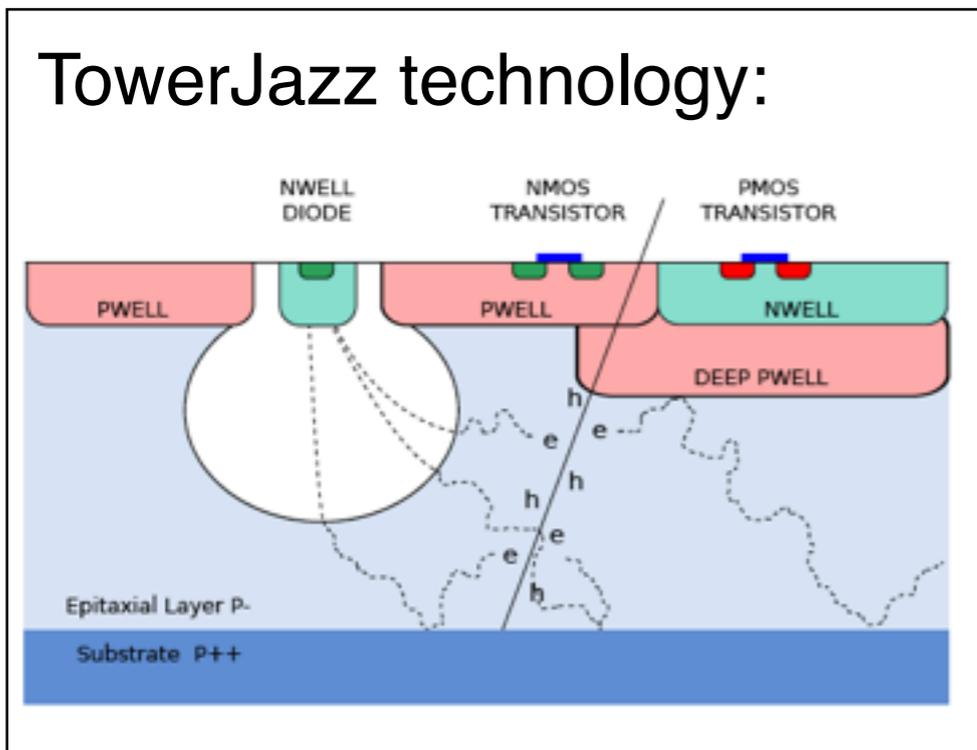 TowerJazz technology:
NWELL
DIODE
NMOS
TRANSISTOR
PMOS
TRANSISTOR
PWELL
PWELL
NWELL
DEEP PWELL
h
e
e
h
h
e
e
h
Epitaxial Layer P-
Substrate P++